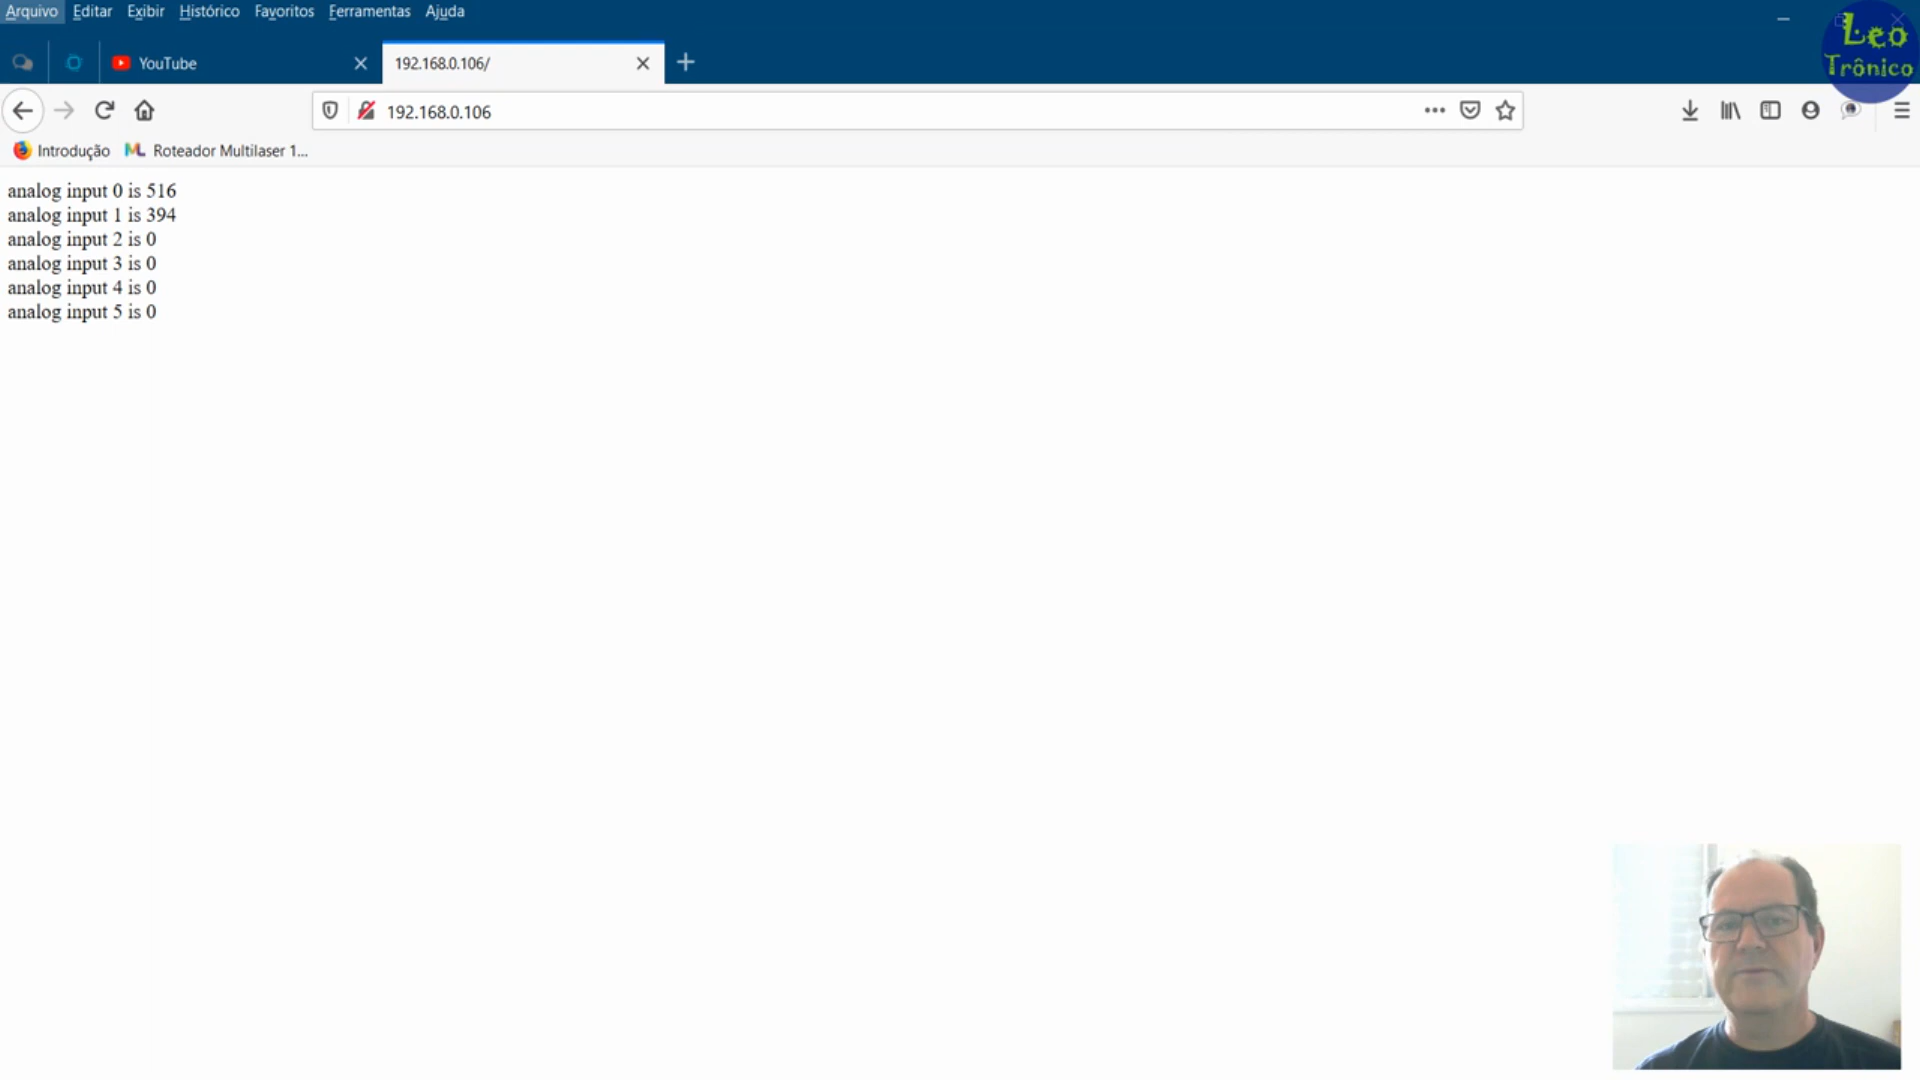 Arquivo Editar Exibir Histórico Favoritos Ferramentas Ajuda
YouTube
192.168.0.106/
Leo
Trônico
192.168.0.106
Introdução
ML Roteador Multilaser 1...
analog input 0 is 516
analog input 1 is 394
analog input 2 is 0
analog input 3 is 0
analog input 4 is 0
analog input 5 is 0